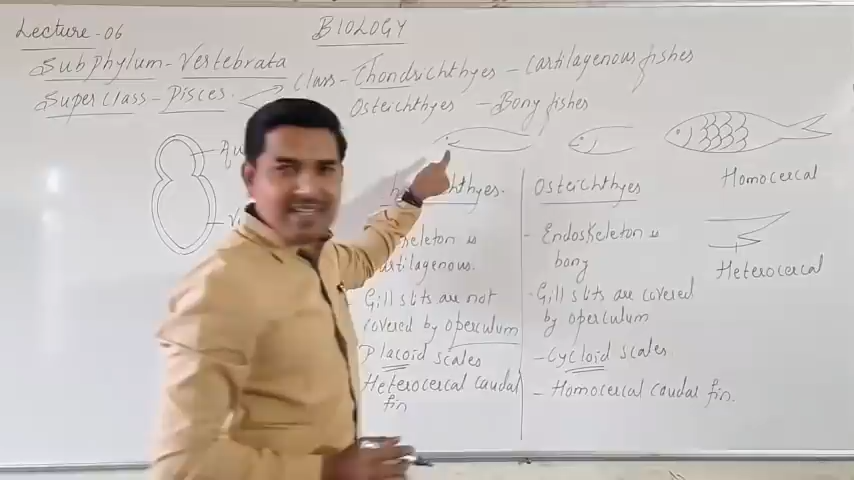 Lecture-06
BIOLOGY
Subphylum-Vertebrata
Super class-Pisces.
Class-Chondrichthyes - Cartilagenous fishes
Osteichthyes - Bony fishes
Homocercal
Heterocercal
hthyes.
keleton is
artilagenous.
Gill slits are not
covered by operculum
Placoid scales
Heterocercal caudal
fin
Osteichthyes
- Endoskeleton is
bony
- Gill slits are covered
by operculum
- Cycloid scales.
- Homocercal caudal fin.